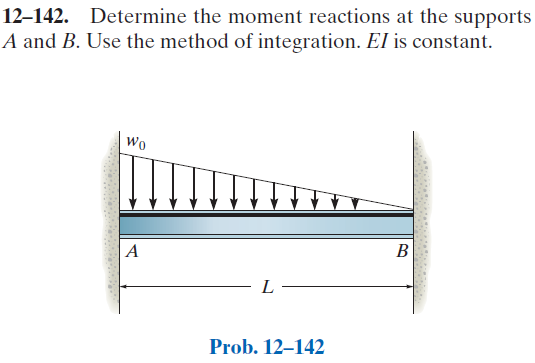 12–142. Determine the moment reactions at the supports
A and B. Use the method of integration. EI is constant.
w₀
A
B
L
Prob. 12–142